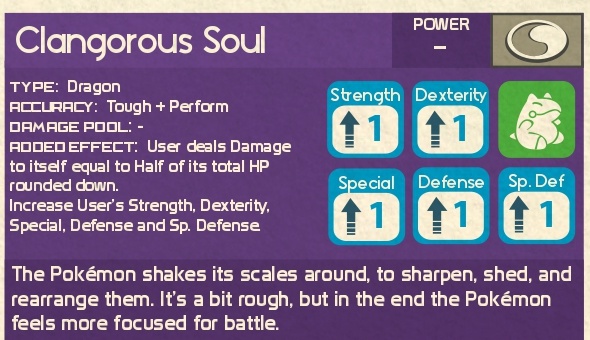 Clangorous Soul
POWER
–
TYPE: Dragon
ACCURACY: Tough + Perform
DAMAGE POOL: -
ADDED EFFECT: User deals Damage
to itself equal to Half of its total HP
rounded down.
Increase User's Strength, Dexterity,
Special, Defense and Sp. Defense
Strength
1
Dexterity
1
Special
1
Defense
1
Sp. Def
1
The Pokémon shakes its scales around, to sharpen, shed, and
rearrange them. It's a bit rough, but in the end the Pokémon
feels more focused for battle.